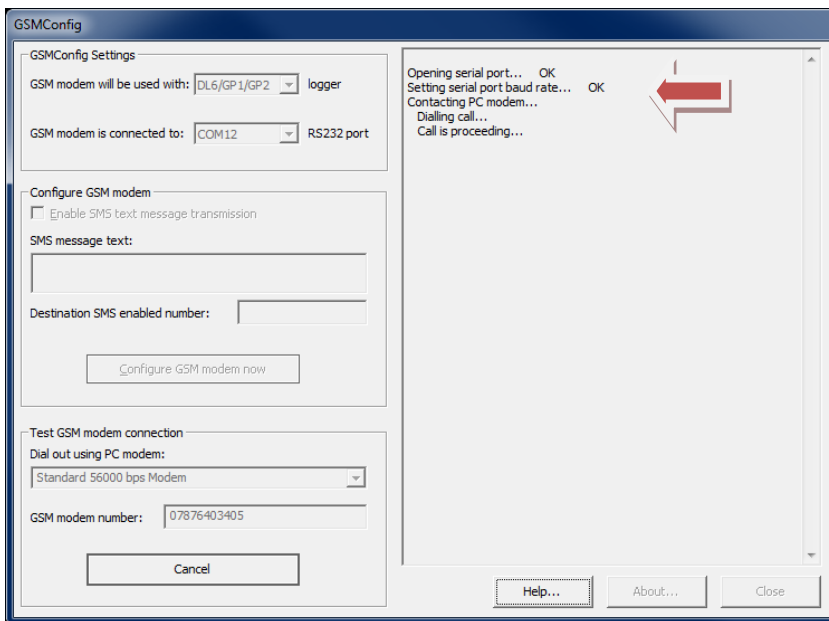 GSMConfig
GSMConfig Settings
GSM modem will be used with: DL6/GP1/GP2 logger
GSM modem is connected to: COM12 RS232 port
Configure GSM modem
Enable SMS text message transmission
SMS message text:
Destination SMS enabled number:
Configure GSM modem now
Test GSM modem connection
Dial out using PC modem:
Standard 56000 bps Modem
GSM modem number: 07876403405
Cancel
Opening serial port... OK
Setting serial port baud rate... OK
Contacting PC modem...
Dialling call...
Call is proceeding...
Help... About... Close